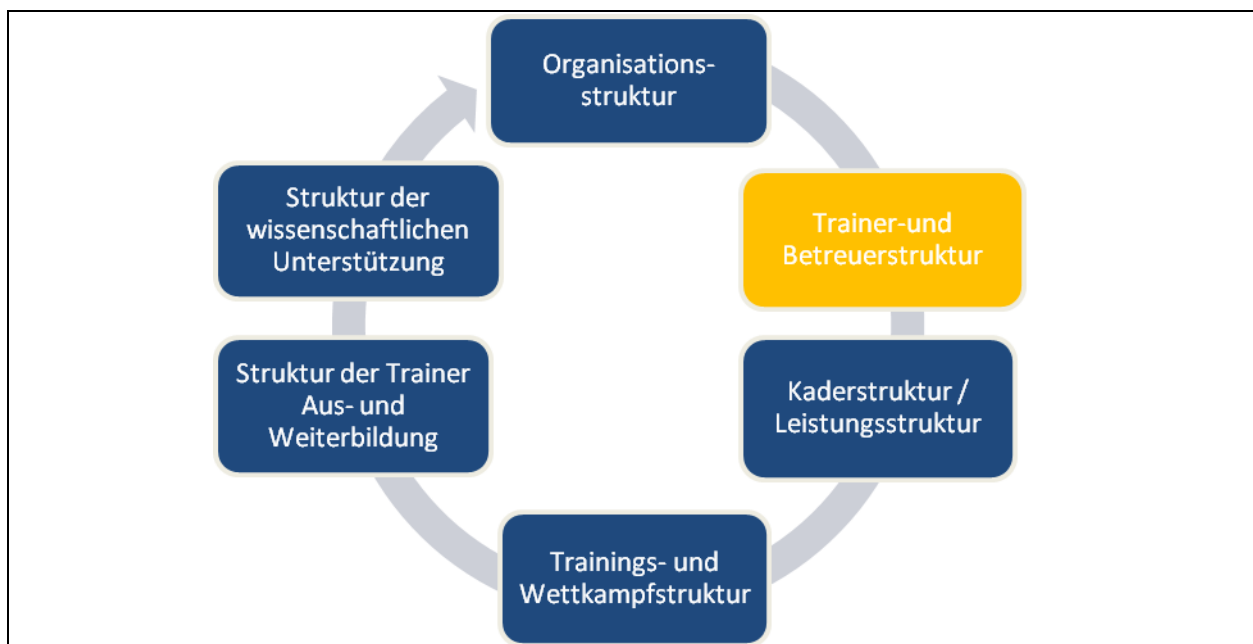 Organisations-
struktur
Trainer-und
Betreuerstruktur
Kaderstruktur /
Leistungsstruktur
Trainings- und
Wettkampfstruktur
Struktur der Trainer
Aus- und
Weiterbildung
Struktur der
wissenschaftlichen
Unterstützung